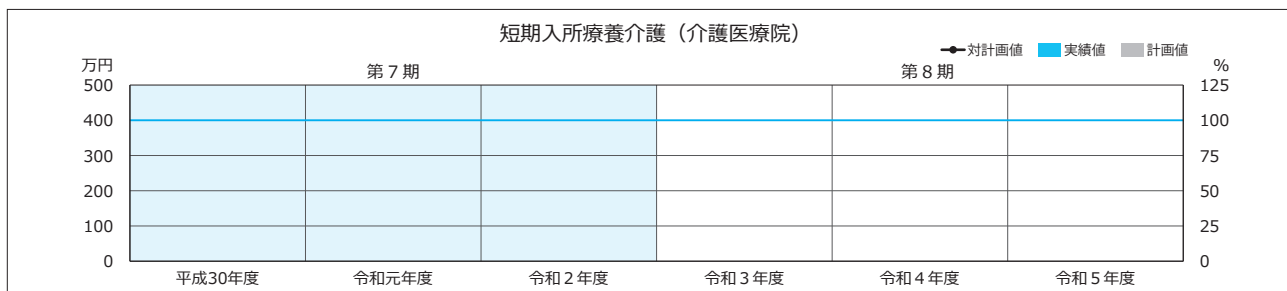 短期入所療養介護（介護医療院）
対計画値 実績値 計画値
万円 第７期 第８期 %
500 125
400 100
300 75
200 50
100 25
0 0
平成30年度 令和元年度 令和２年度 令和３年度 令和４年度 令和５年度